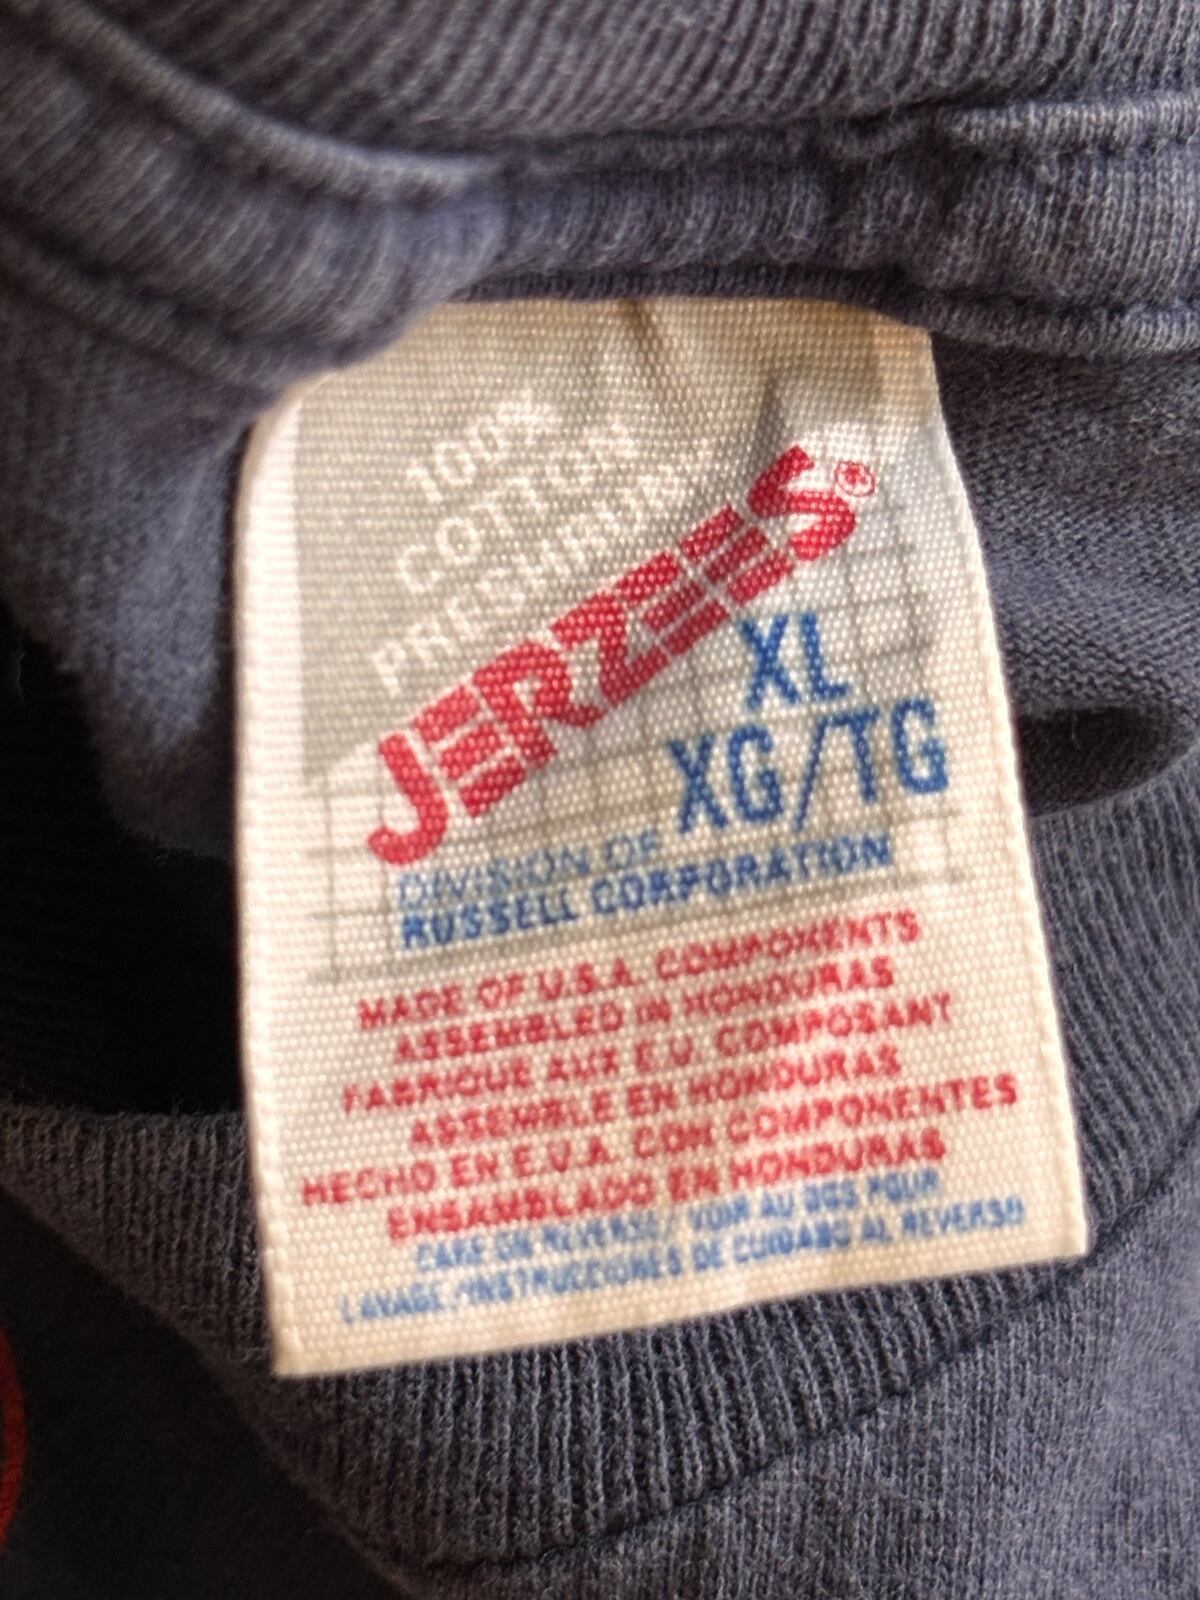 100%
COTTON
PRESHRUNK
JERZEES®
XL
XG/TG
DIVISION OF
RUSSELL CORPORATION
MADE OF U.S.A. COMPONENTS
ASSEMBLED IN HONDURAS
FABRIQUE AUX E.U. COMPOSANT
ASSEMBLE EN HONDURAS
HECHO EN E.U.A. CON COMPONENTES
ENSAMBLADO EN HONDURAS
CARE ON REVERSE/ VOIR AU DOS POUR
LAVAGE/INSTRUCCIONES DE CUIDADO AL REVERSO